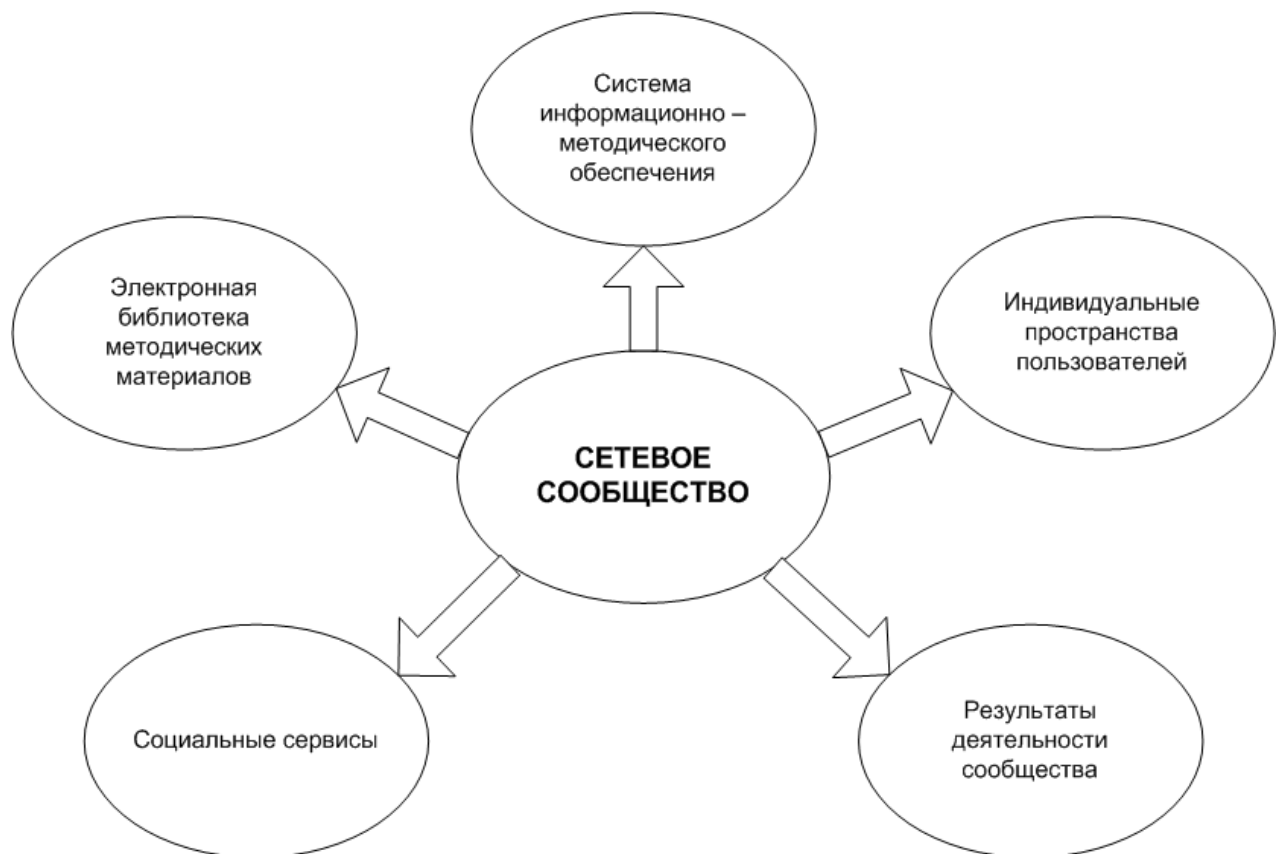 Система
информационно –
методического
обеспечения
Электронная
библиотека
методических
материалов
Индивидуальные
пространства
пользователей
СЕТЕВОЕ
СООБЩЕСТВО
Социальные сервисы
Результаты
деятельности
сообщества